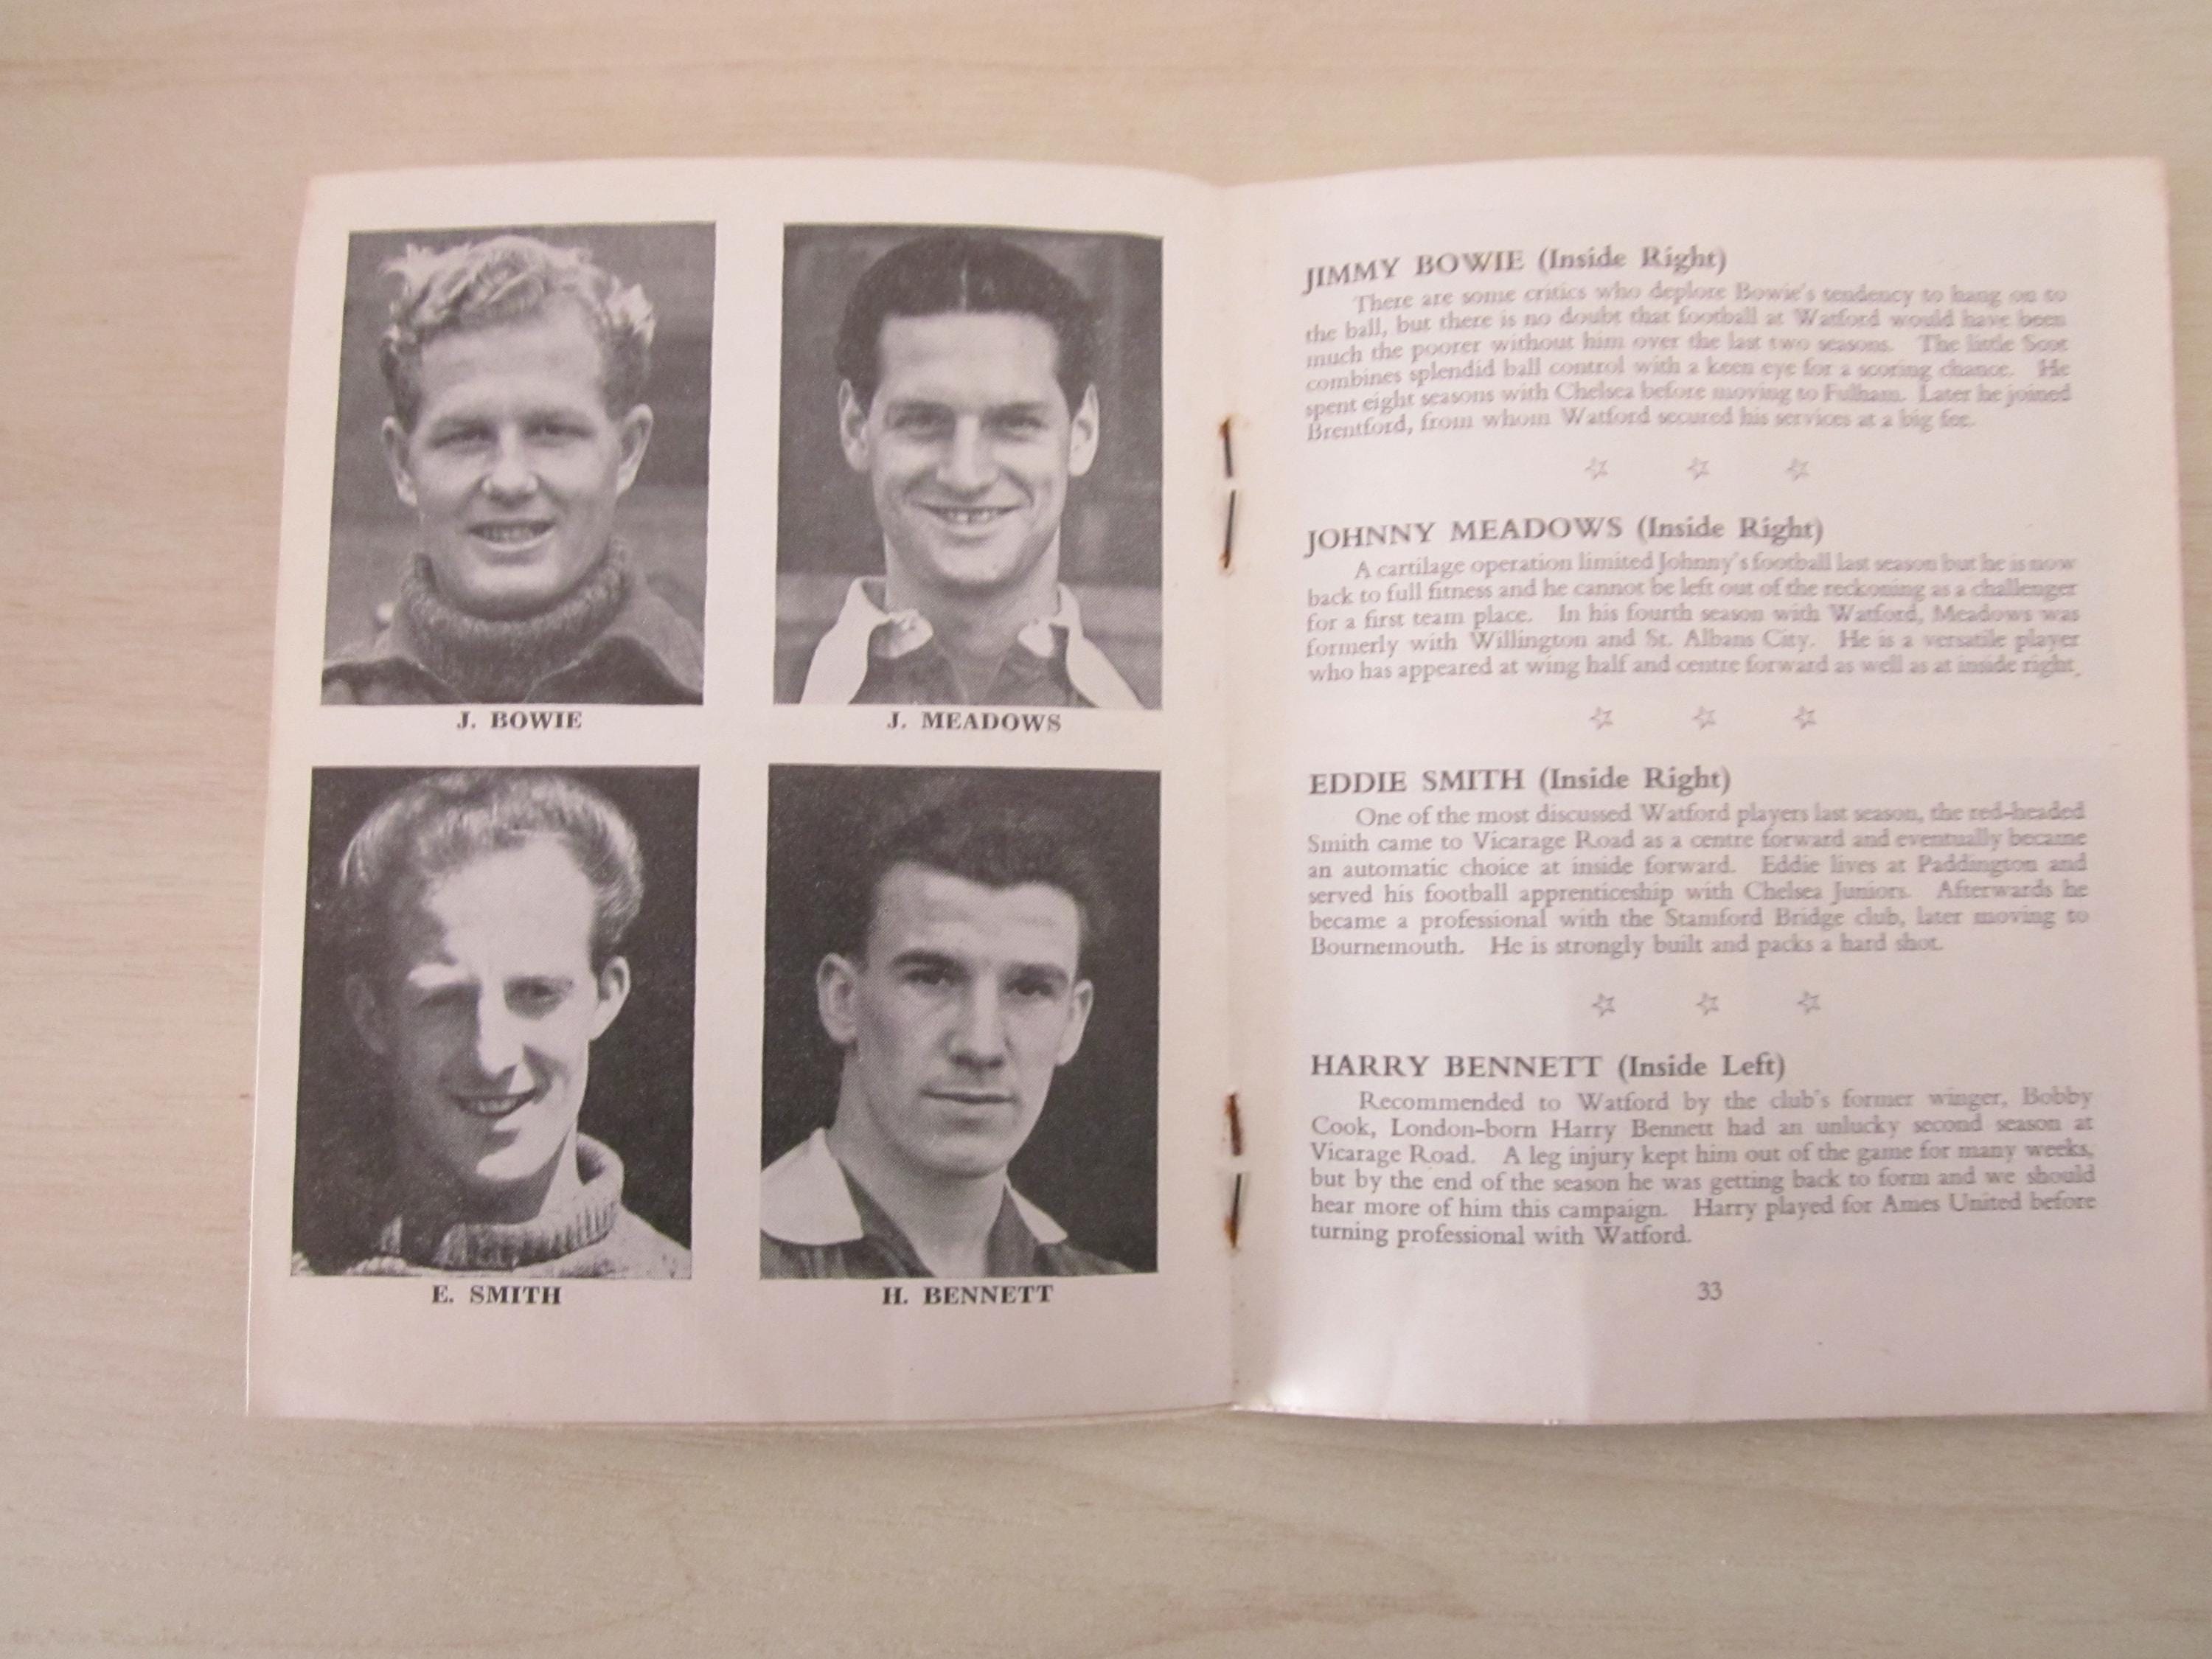 J. BOWIE
J. MEADOWS
E. SMITH
H. BENNETT
JIMMY BOWIE (Inside Right)
There are some critics who deplore Bowie's tendency to hang on to
the ball, but there is no doubt that football at Watford would have been
much the poorer without him over the last two seasons. The little Scot
combines splendid ball control with a keen eye for a scoring chance. He
spent eight seasons with Chelsea before moving to Fulham. Later he joined
Brentford, from whom Watford secured his services at a big fee.
JOHNNY MEADOWS (Inside Right)
A cartilage operation limited Johnny's football last season but he is now
back to full fitness and he cannot be left out of the reckoning as a challenger
for a first team place. In his fourth season with Watford, Meadows was
formerly with Willington and St. Albans City. He is a versatile player
who has appeared at wing half and centre forward as well as at inside right.
EDDIE SMITH (Inside Right)
One of the most discussed Watford players last season, the red-headed
Smith came to Vicarage Road as a centre forward and eventually became
an automatic choice at inside forward. Eddie lives at Paddington and
served his football apprenticeship with Chelsea Juniors. Afterwards he
became a professional with the Stamford Bridge club, later moving to
Bournemouth. He is strongly built and packs a hard shot.
HARRY BENNETT (Inside Left)
Recommended to Watford by the club's former winger, Bobby
Cook, London-born Harry Bennett had an unlucky second season at
Vicarage Road. A leg injury kept him out of the game for many weeks,
but by the end of the season he was getting back to form and we should
hear more of him this campaign. Harry played for Ames United before
turning professional with Watford.
33